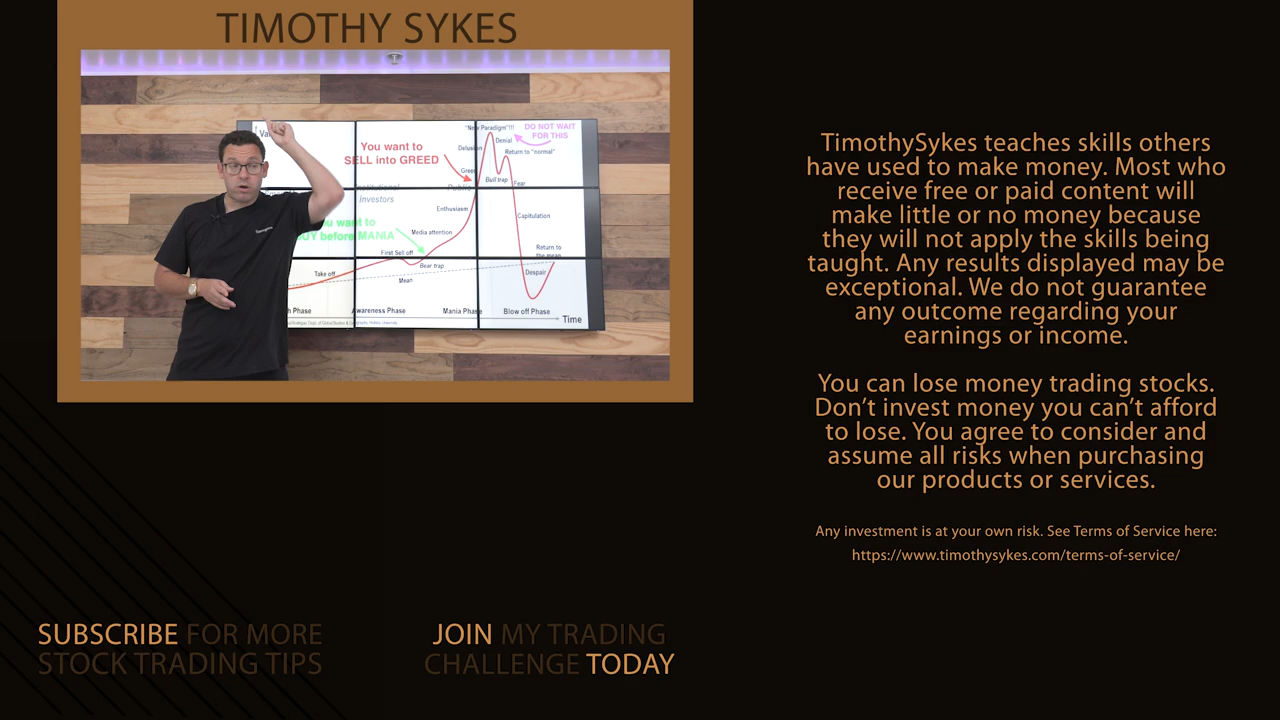 TIMOTHY SYKES
"New Paradigm"!!!
DO NOT WAIT
FOR THIS
Denial
You want to
SELL into GREED
Return to "normal"
Bull trap
Fear
Investors
Enthusiasm
Capitulation
Media attention
BUY before MANIA
First Sell off
Return to
the mean
Take off
Bear trap
Despair
Mean
Awareness Phase
Mania Phase
Blow off Phase
Time
TimothySykes teaches skills others
have used to make money. Most who
receive free or paid content will
make little or no money because
they will not apply the skills being
taught. Any results displayed may be
exceptional. We do not guarantee
any outcome regarding your
earnings or income.
You can lose money trading stocks.
Don't invest money you can't afford
to lose. You agree to consider and
assume all risks when purchasing
our products or services.
Any investment is at your own risk. See Terms of Service here:
https://www.timothysykes.com/terms-of-service/
SUBSCRIBE FOR MORE
STOCK TRADING TIPS
JOIN MY TRADING
CHALLENGE TODAY